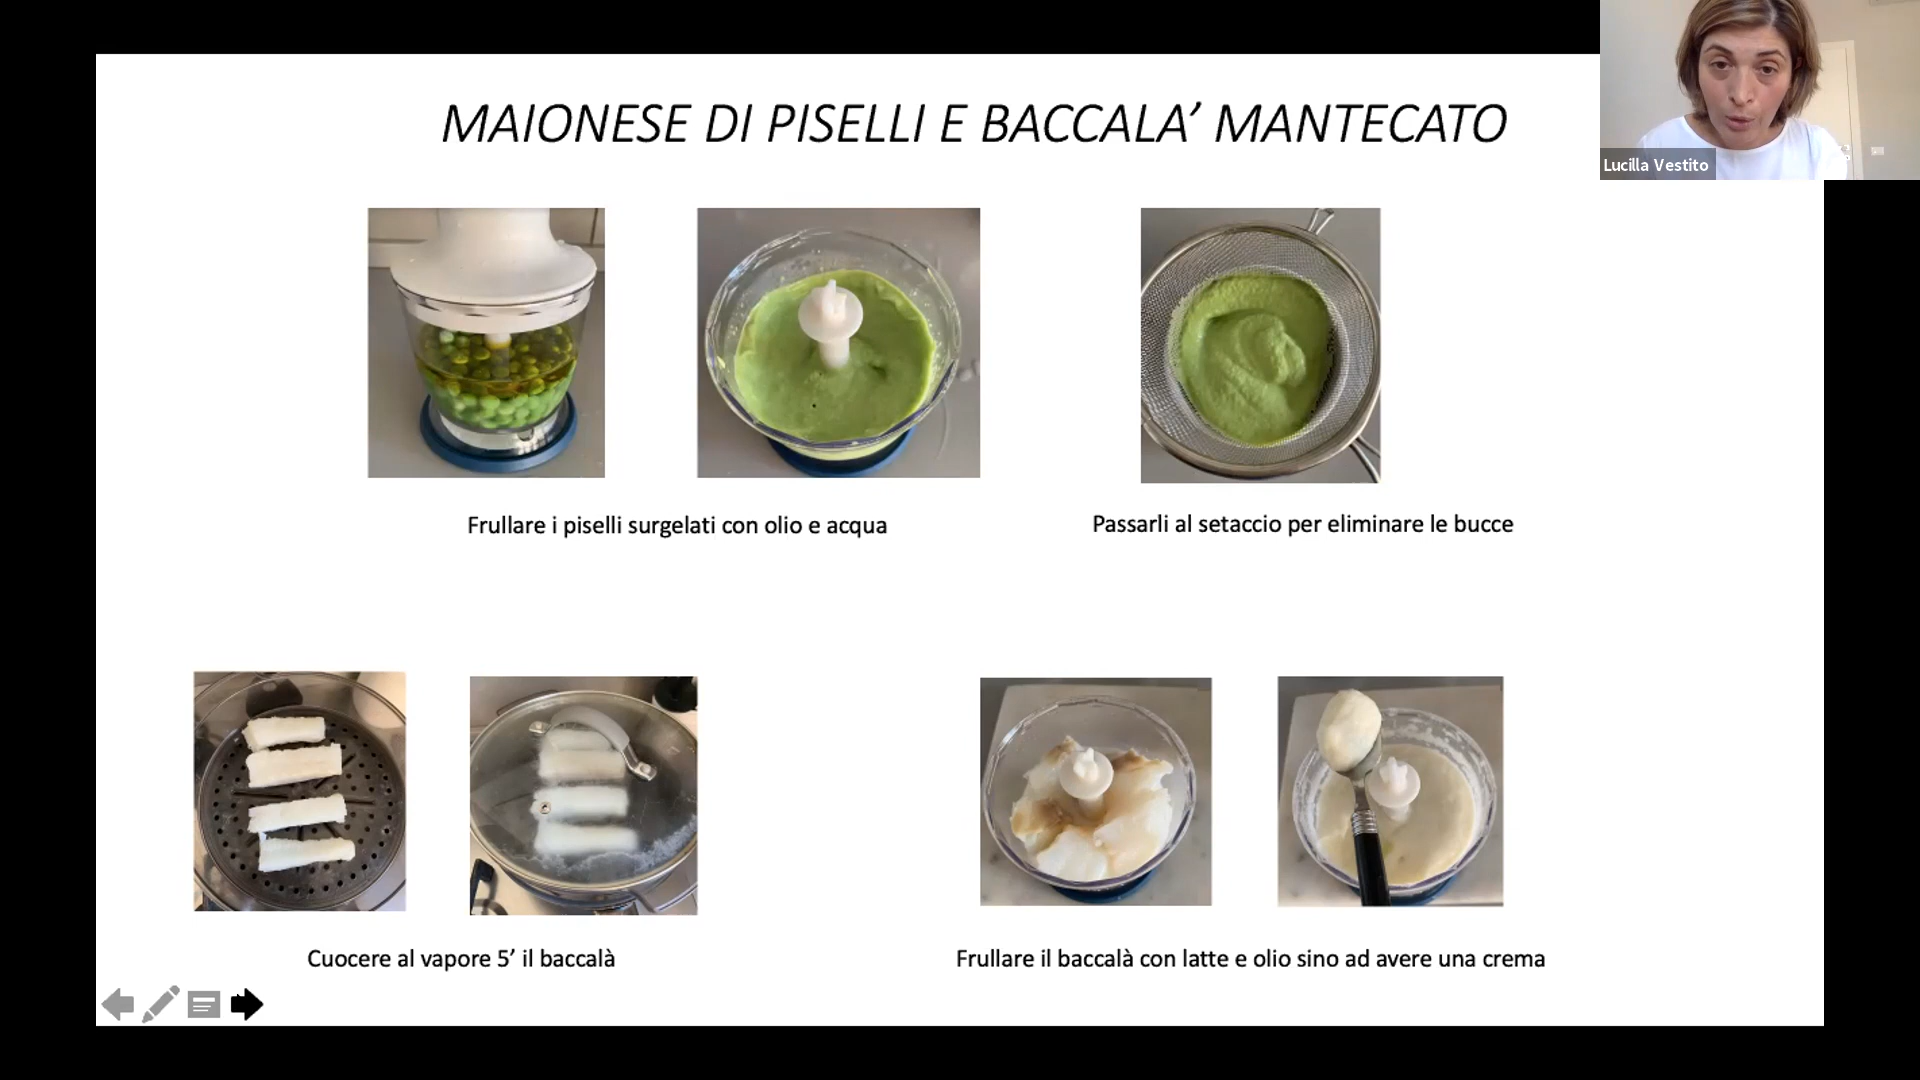 MAIONESE DI PISELLI E BACCALA’ MANTECATO
Lucilla Vestito
Frullare i piselli surgelati con olio e acqua
Passarli al setaccio per eliminare le bucce
Cuocere al vapore 5’ il baccalà
Frullare il baccalà con latte e olio sino ad avere una crema